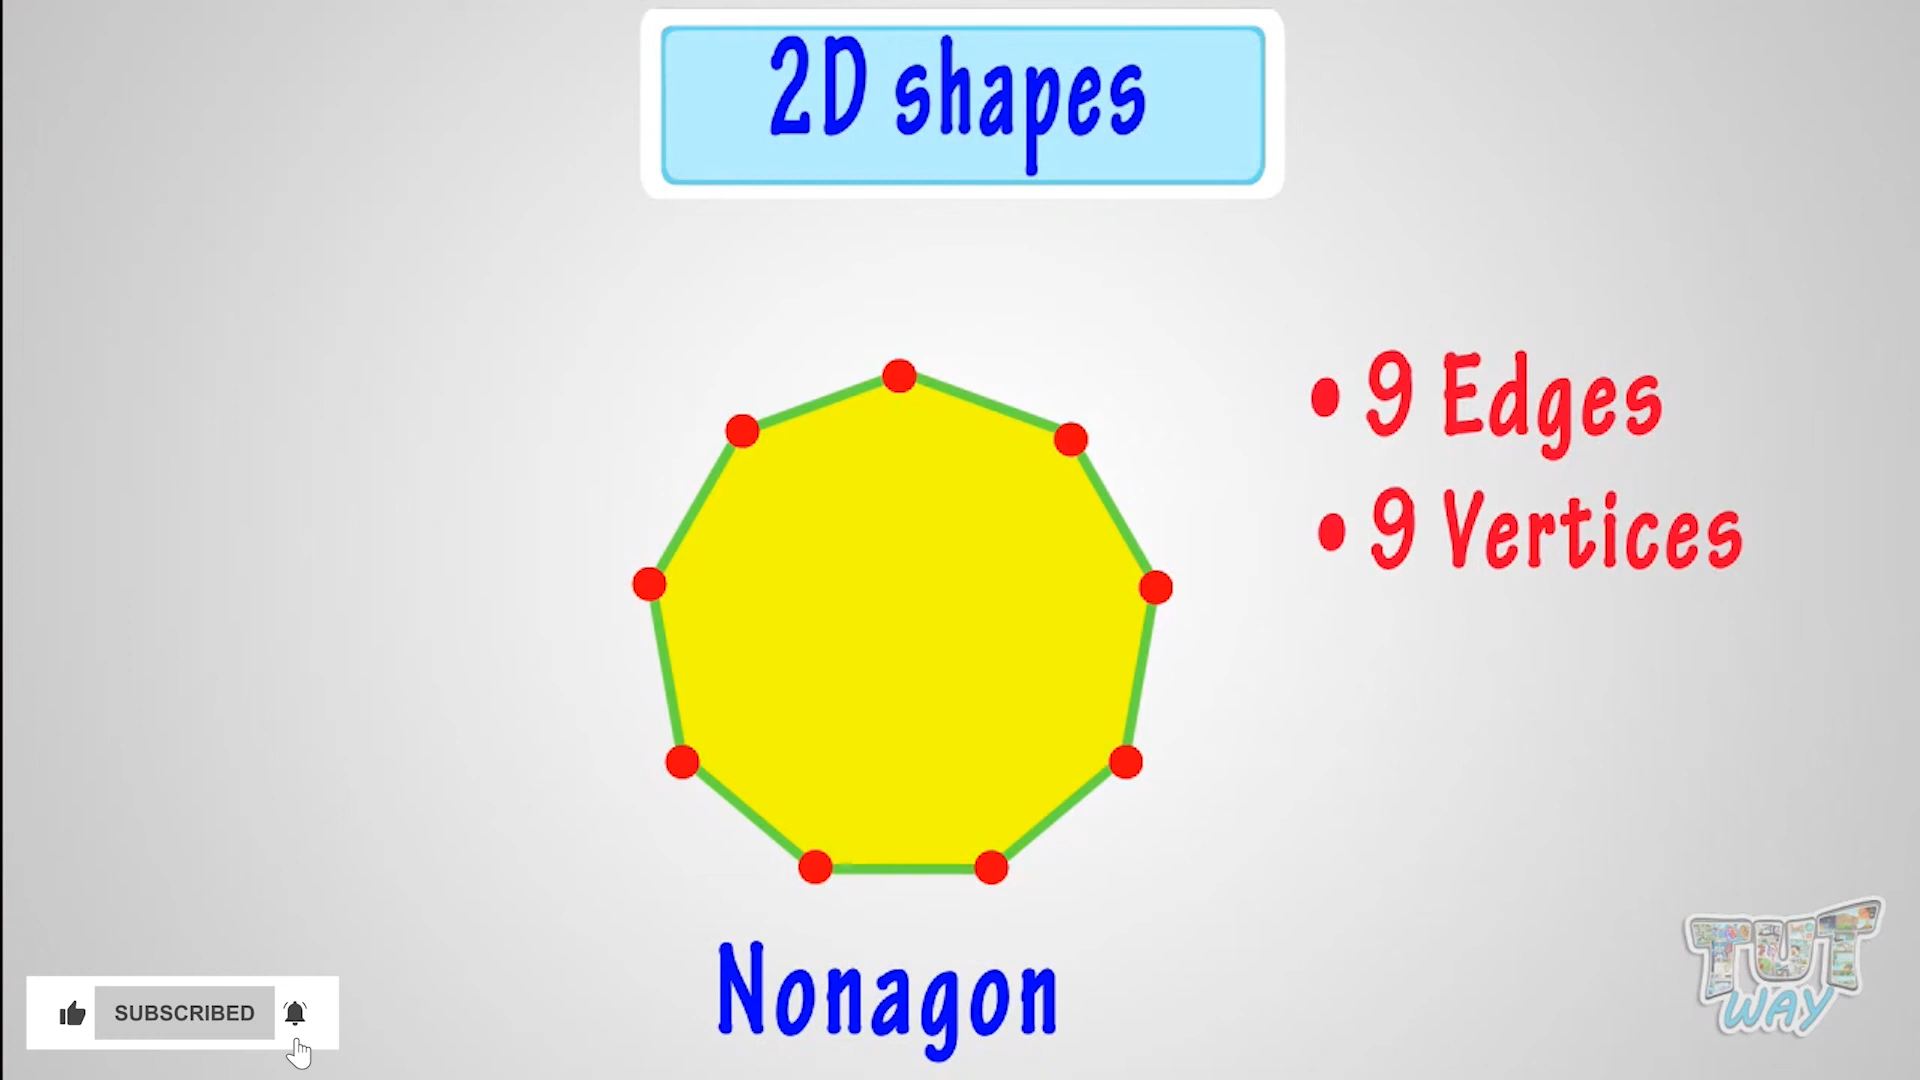 2D shapes
• 9 Edges
• 9 Vertices
Nonagon
SUBSCRIBED
TUT
WAY